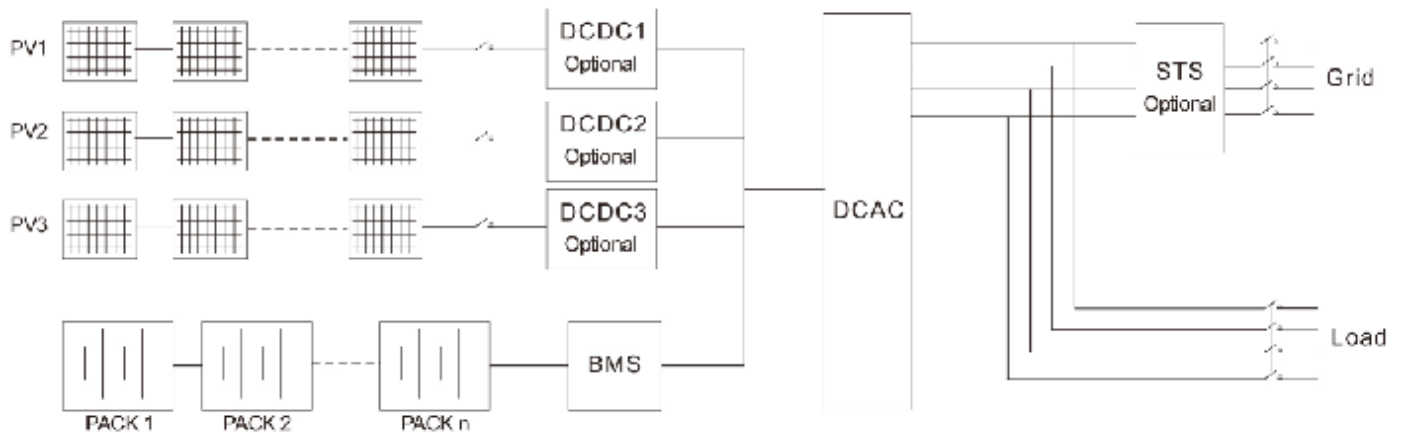 PV1
DCDC1
Optional
PV2
DCDC2
Optional
PV3
DCDC3
Optional
DCAC
STS
Optional
Grid
Load
BMS
PACK 1
PACK 2
PACK n